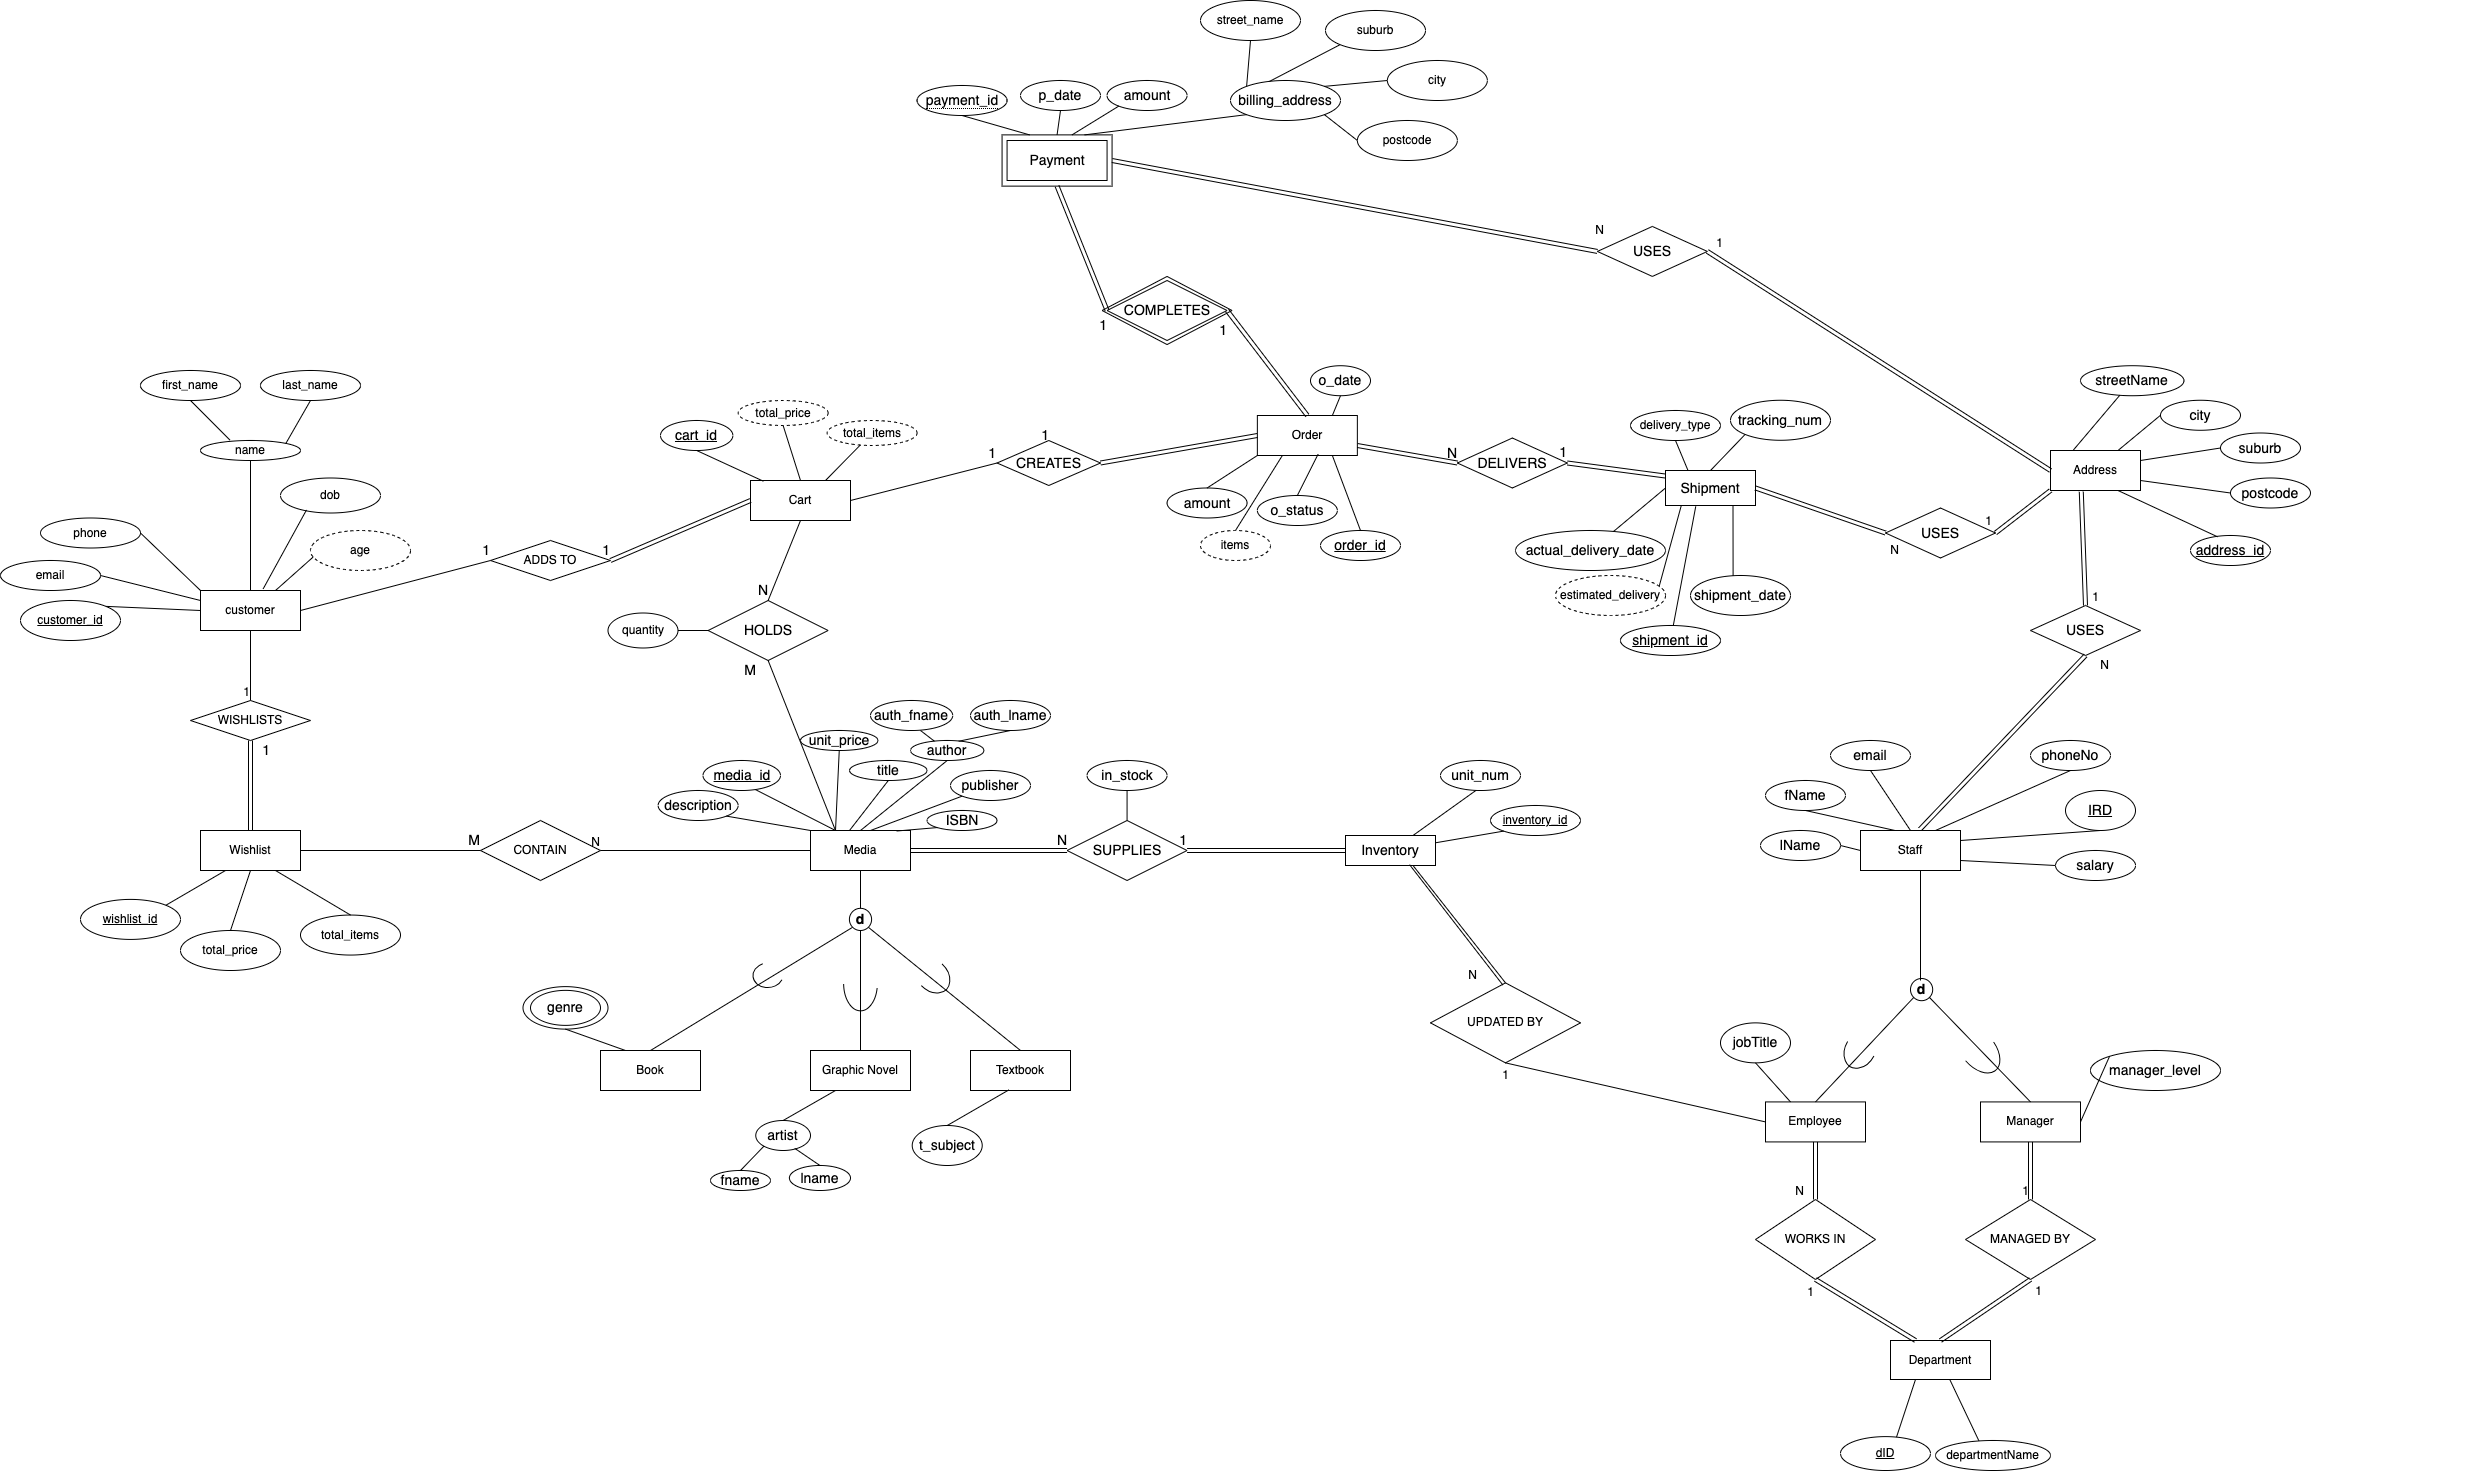 street_name
suburb
city
payment_id
p_date
amount
billing_address
postcode
Payment
N
USES
1
COMPLETES
1
1
first_name
last_name
name
dob
phone
age
email
customer_id
customer
1
ADDS TO
1
cart_id
total_price
total_items
Cart
1
CREATES
1
o_date
Order
amount
items
o_status
order_id
N
DELIVERS
1
delivery_type
tracking_num
Shipment
actual_delivery_date
estimated_delivery
shipment_date
shipment_id
N
USES
1
streetName
city
suburb
postcode
address_id
Address
1
USES
N
N
HOLDS
quantity
M
1
WISHLISTS
1
Wishlist
wishlist_id
total_price
total_items
M
CONTAIN
N
auth_fname
auth_lname
unit_price
author
media_id
title
publisher
description
ISBN
Media
in_stock
N
SUPPLIES
1
unit_num
inventory_id
Inventory
N
UPDATED BY
1
email
phoneNo
fName
IRD
lName
salary
Staff
d
genre
Book
Graphic Novel
Textbook
artist
fname
lname
t_subject
d
jobTitle
manager_level
Employee
Manager
N
WORKS IN
1
1
MANAGED BY
1
Department
dID
departmentName